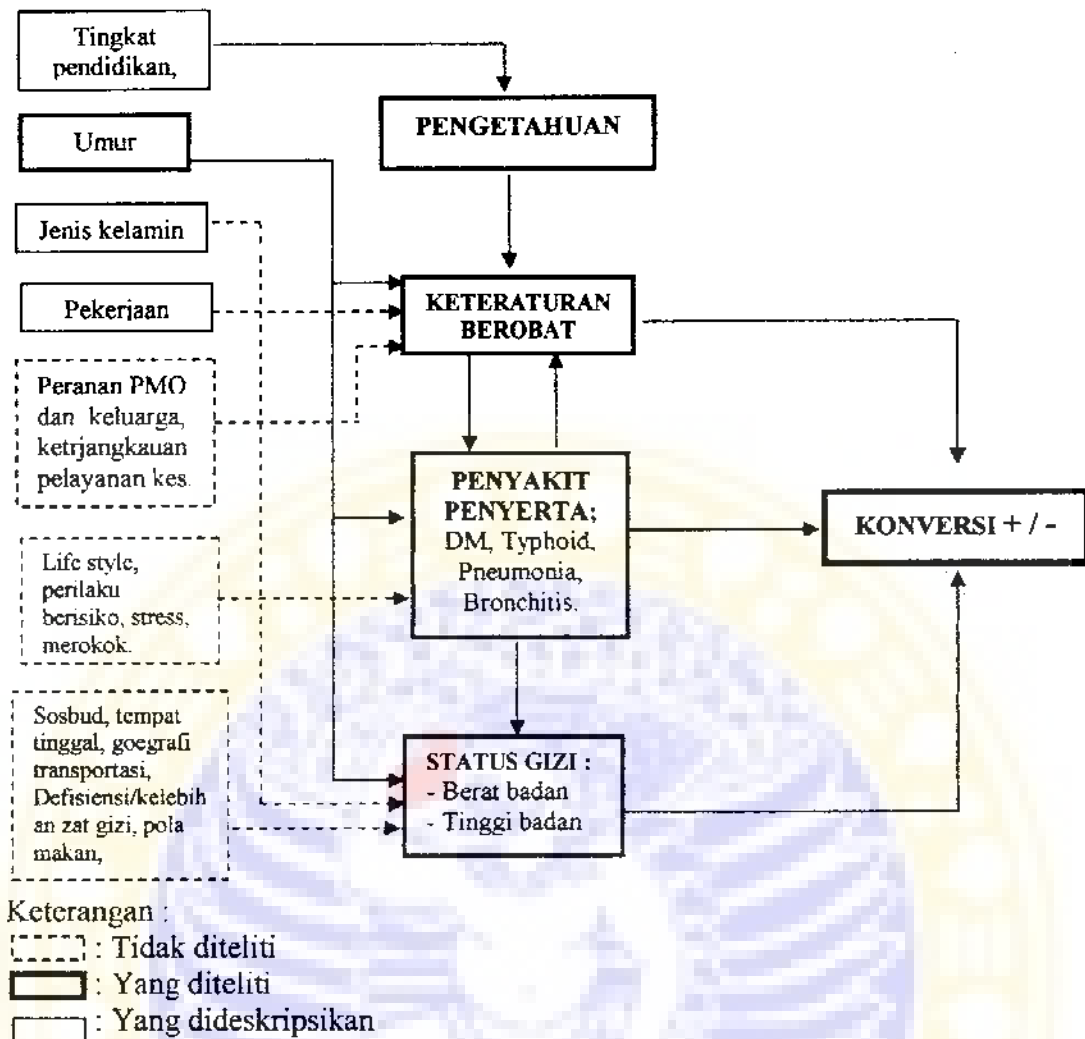 Tingkat
pendidikan,
PENGETAHUAN
Umur
Jenis kelamin
Pekerjaan
KETERATURAN
BEROBAT
Peranan PMO
dan keluarga,
ketrjangkauan
pelayanan kes.
PENYAKIT
PENYERTA;
DM, Typhoid,
Pneumonia,
Bronchitis.
KONVERSI + / -
Life style,
perilaku
berisiko, stress,
merokok.
Sosbud, tempat
tinggal, goegrafi
transportasi,
Defisiensi/kelebih
an zat gizi, pola
makan,
STATUS GIZI :
- Berat badan
- Tinggi badan
Keterangan :
: Tidak diteliti
: Yang diteliti
: Yang dideskripsikan